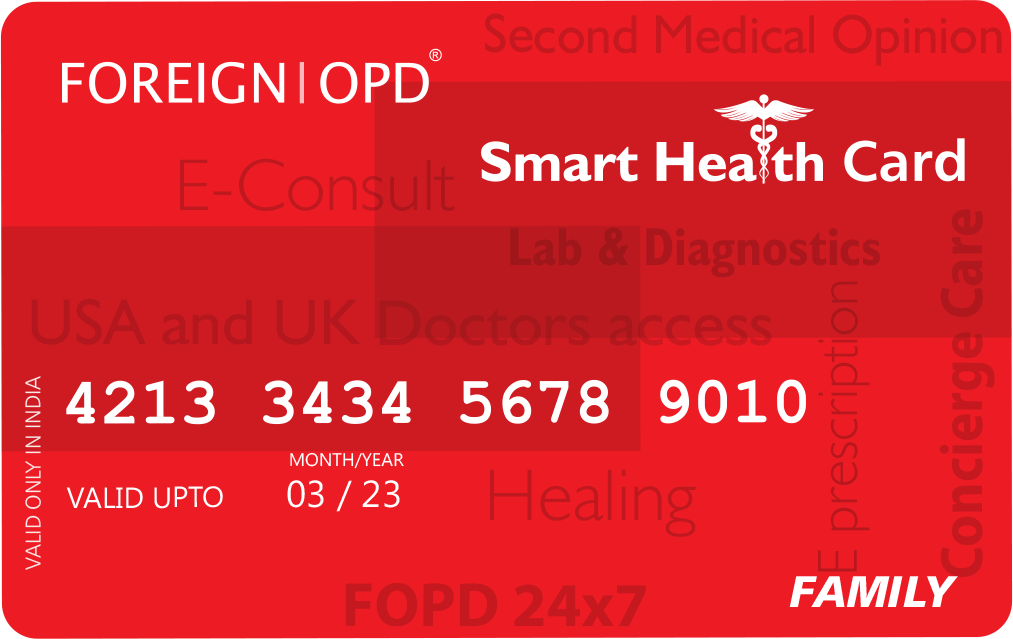 Second Medical Opinion
FOREIGN | OPD®
Smart Health Card
E-Consult
Lab & Diagnostics
Concierge Care
USA and UK Doctors access
E prescription
4213 3434 5678 9010
VALID ONLY IN INDIA
MONTH/YEAR
VALID UPTO 03 / 23
Healing
FAMILY
FOPD 24x7